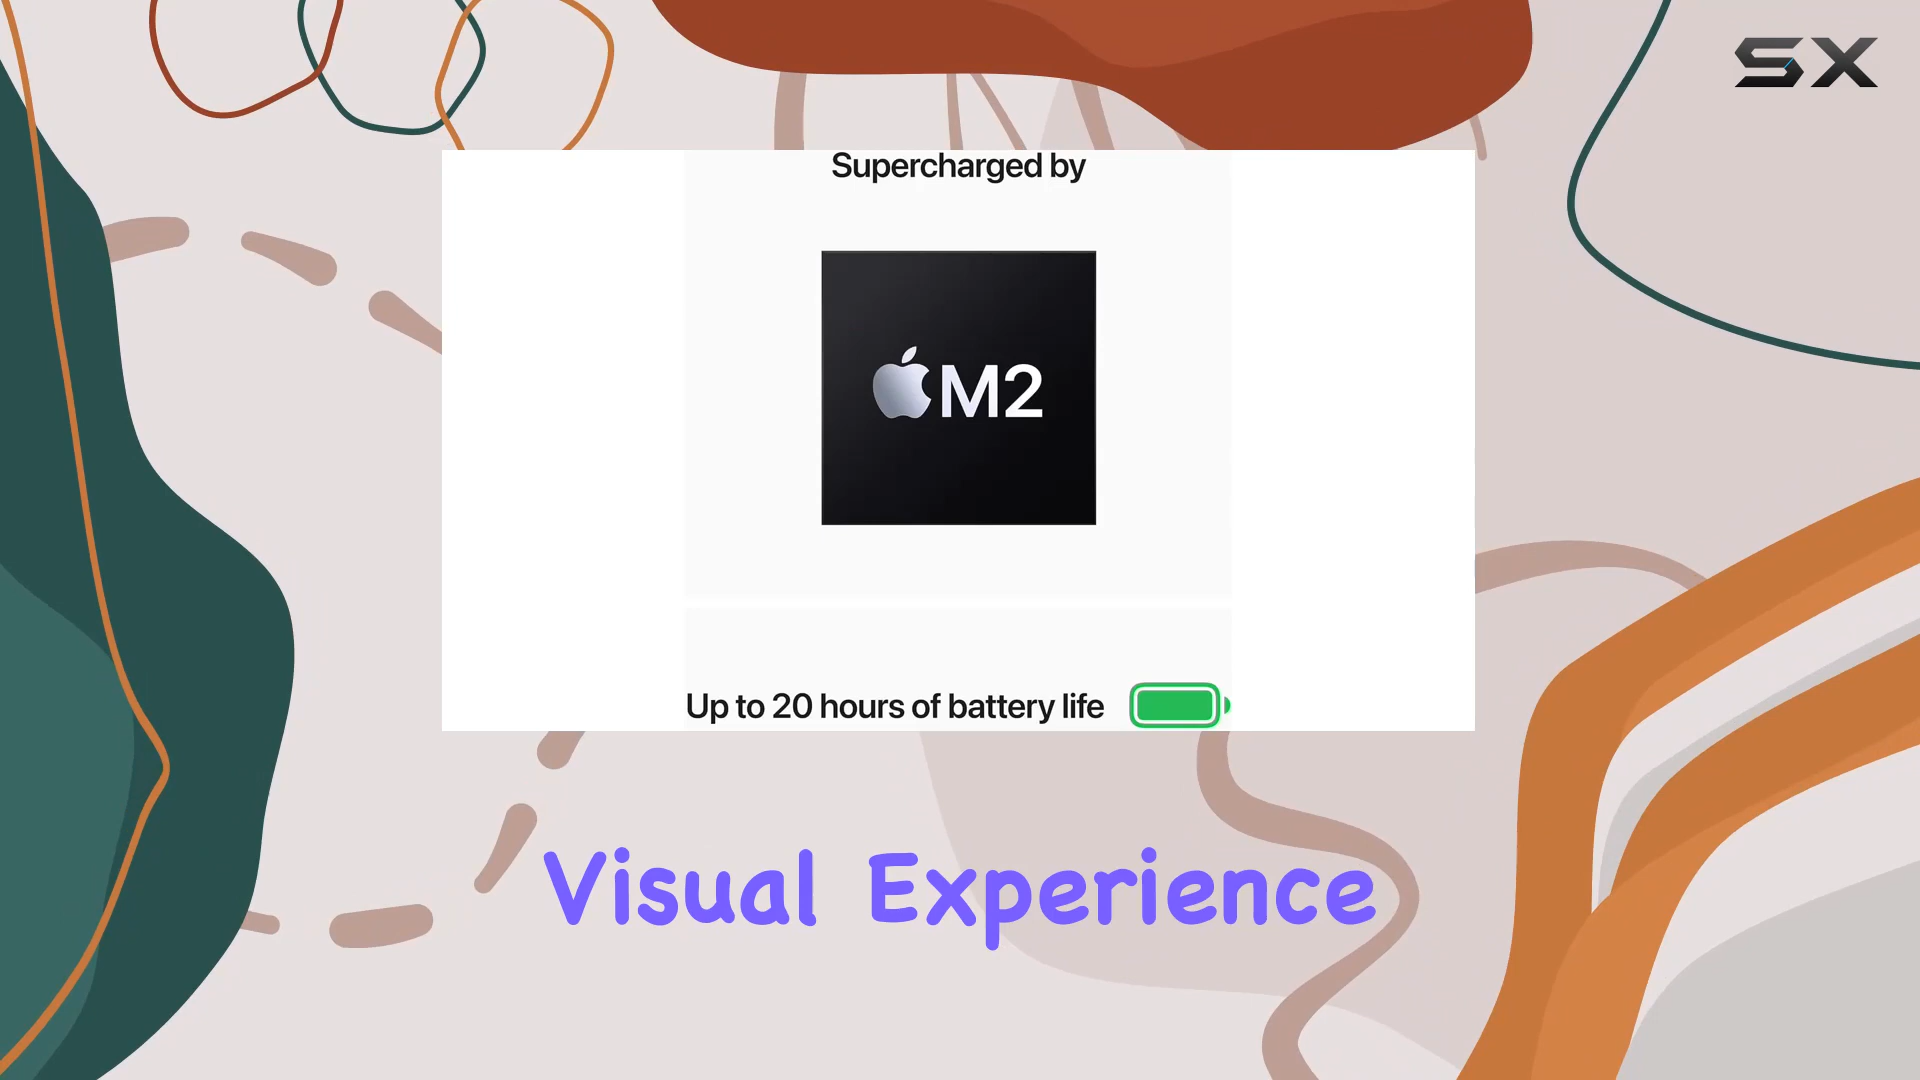 SX
Supercharged by
M2
Up to 20 hours of battery life
Visual Experience